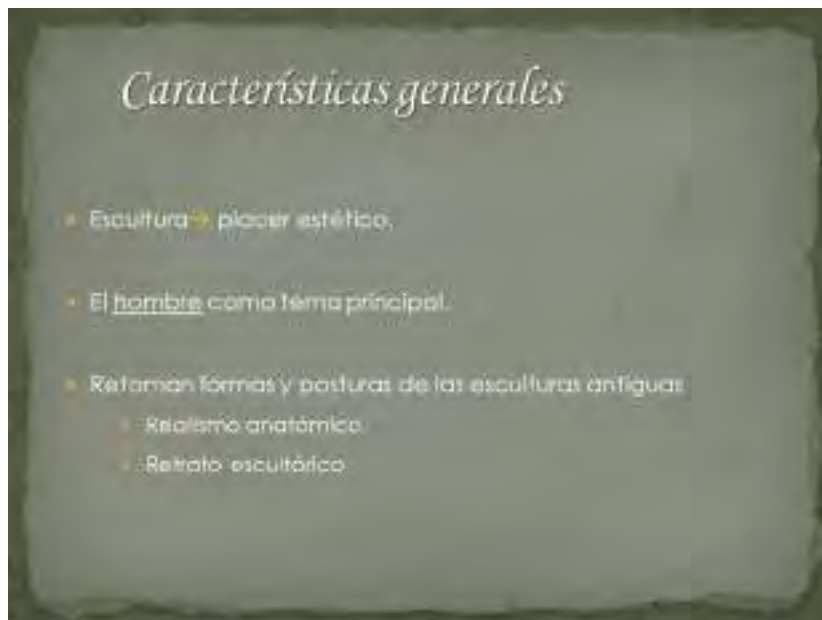 Características generales
Escultura→ placer estético.
El hombre como tema principal.
Retoman formas y posturas de las esculturas antiguas
Realismo anatómico
Retrato escultórico